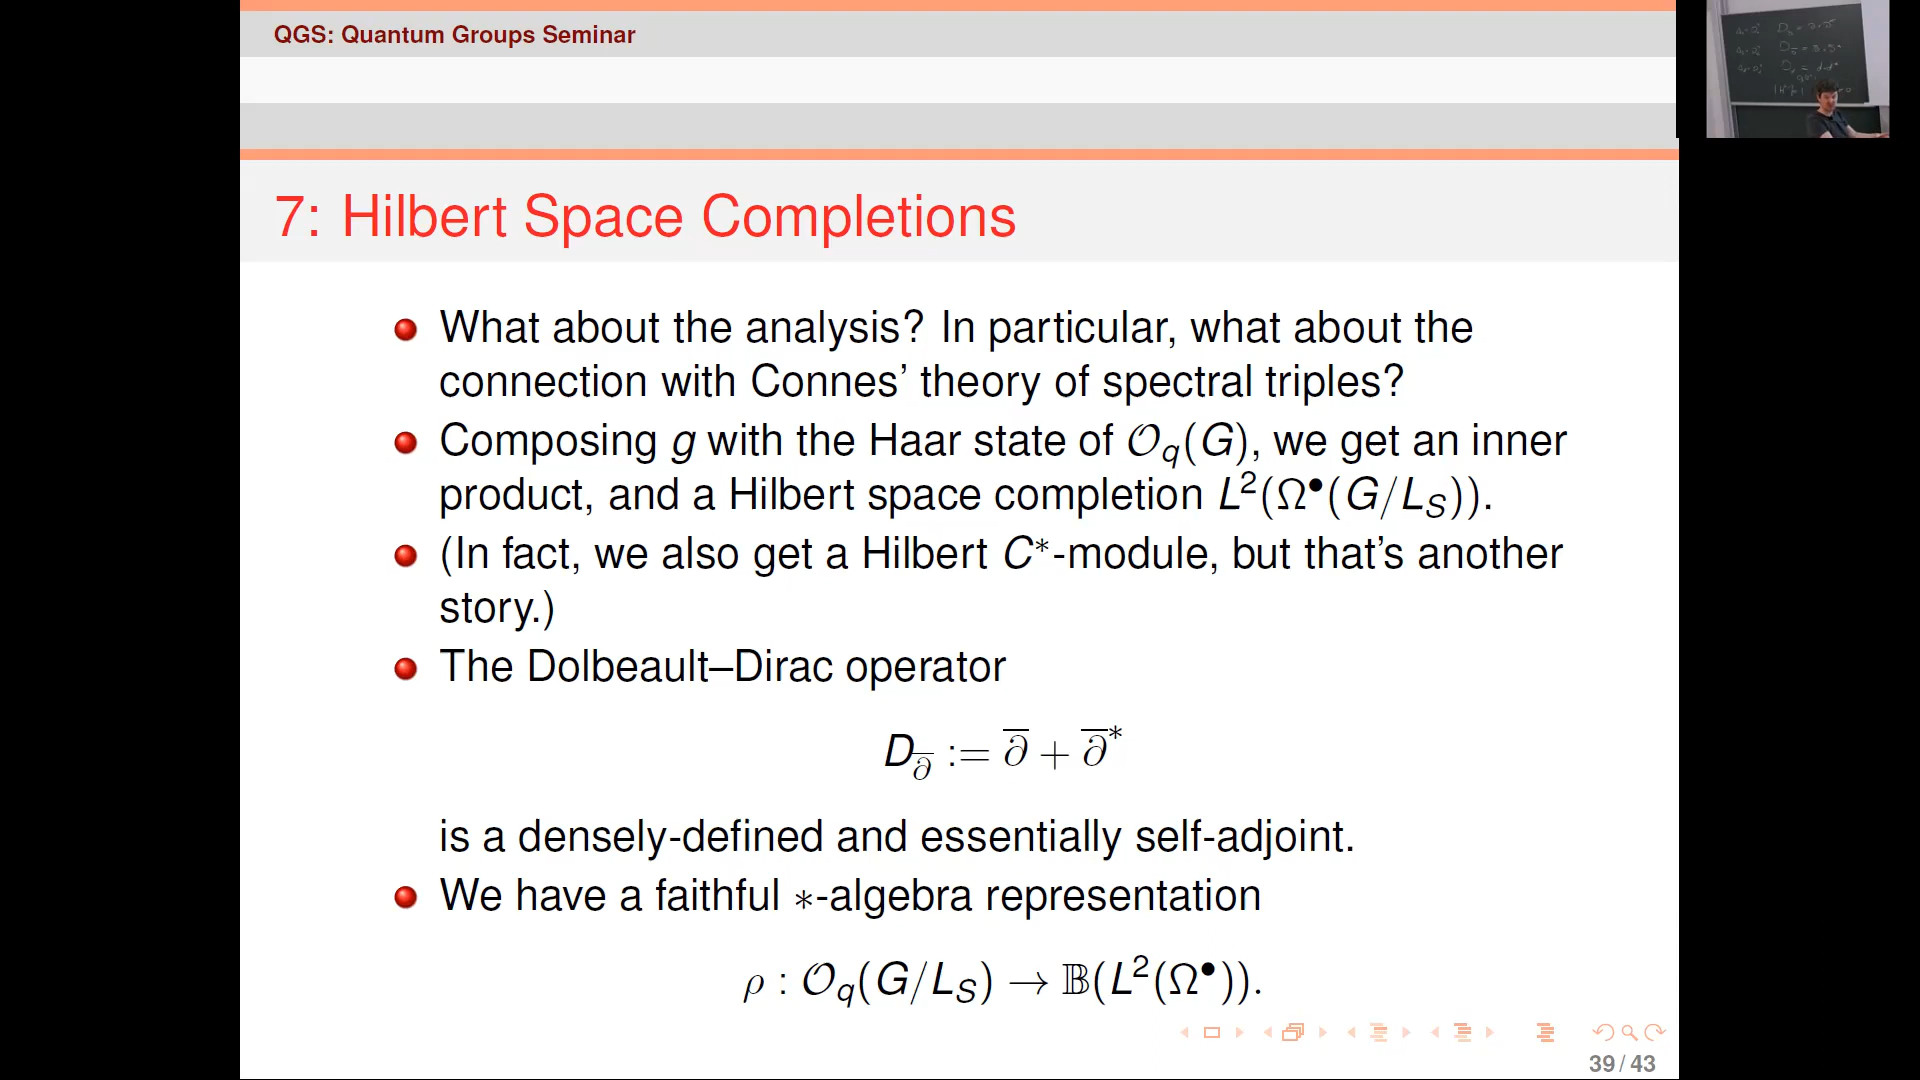 QGS: Quantum Groups Seminar
7: Hilbert Space Completions
What about the analysis? In particular, what about the
connection with Connes’ theory of spectral triples?
Composing g with the Haar state of 𝒪_q(G), we get an inner
product, and a Hilbert space completion L²(Ω^•(G/L_S)).
(In fact, we also get a Hilbert C*-module, but that’s another
story.)
The Dolbeault–Dirac operator
D_∂̅ := ∂̅ + ∂̅*
is a densely-defined and essentially self-adjoint.
We have a faithful ∗-algebra representation
ρ : 𝒪_q(G/L_S) → 𝔹(L²(Ω^•)).
39 / 43